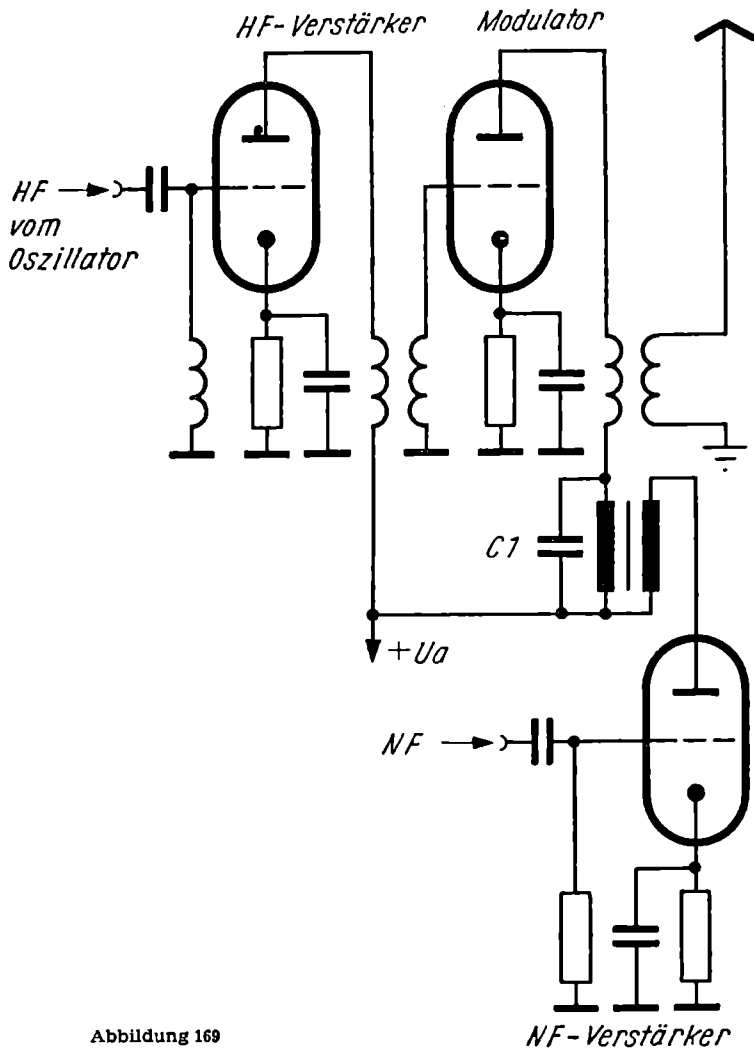 HF-Verstärker
Modulator
HF
vom
Oszillator
C1
+Ua
NF
Abbildung 169
NF-Verstärker